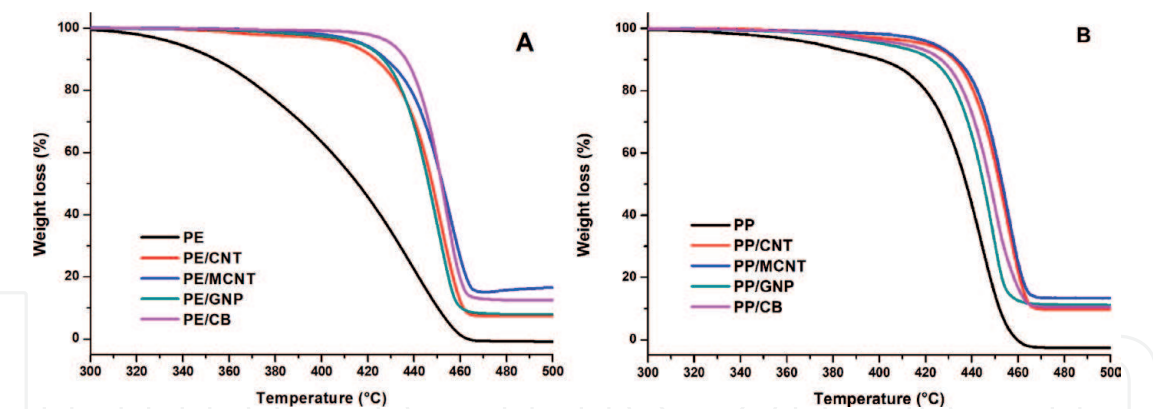 A
100
80
60
40
20
0
Weight loss (%)
PE
PE/CNT
PE/MCNT
PE/GNP
PE/CB
300 320 340 360 380 400 420 440 460 480 500
Temperature (°C)
B
100
80
60
40
20
0
Weight loss (%)
PP
PP/CNT
PP/MCNT
PP/GNP
PP/CB
300 320 340 360 380 400 420 440 460 480 500
Temperature (°C)